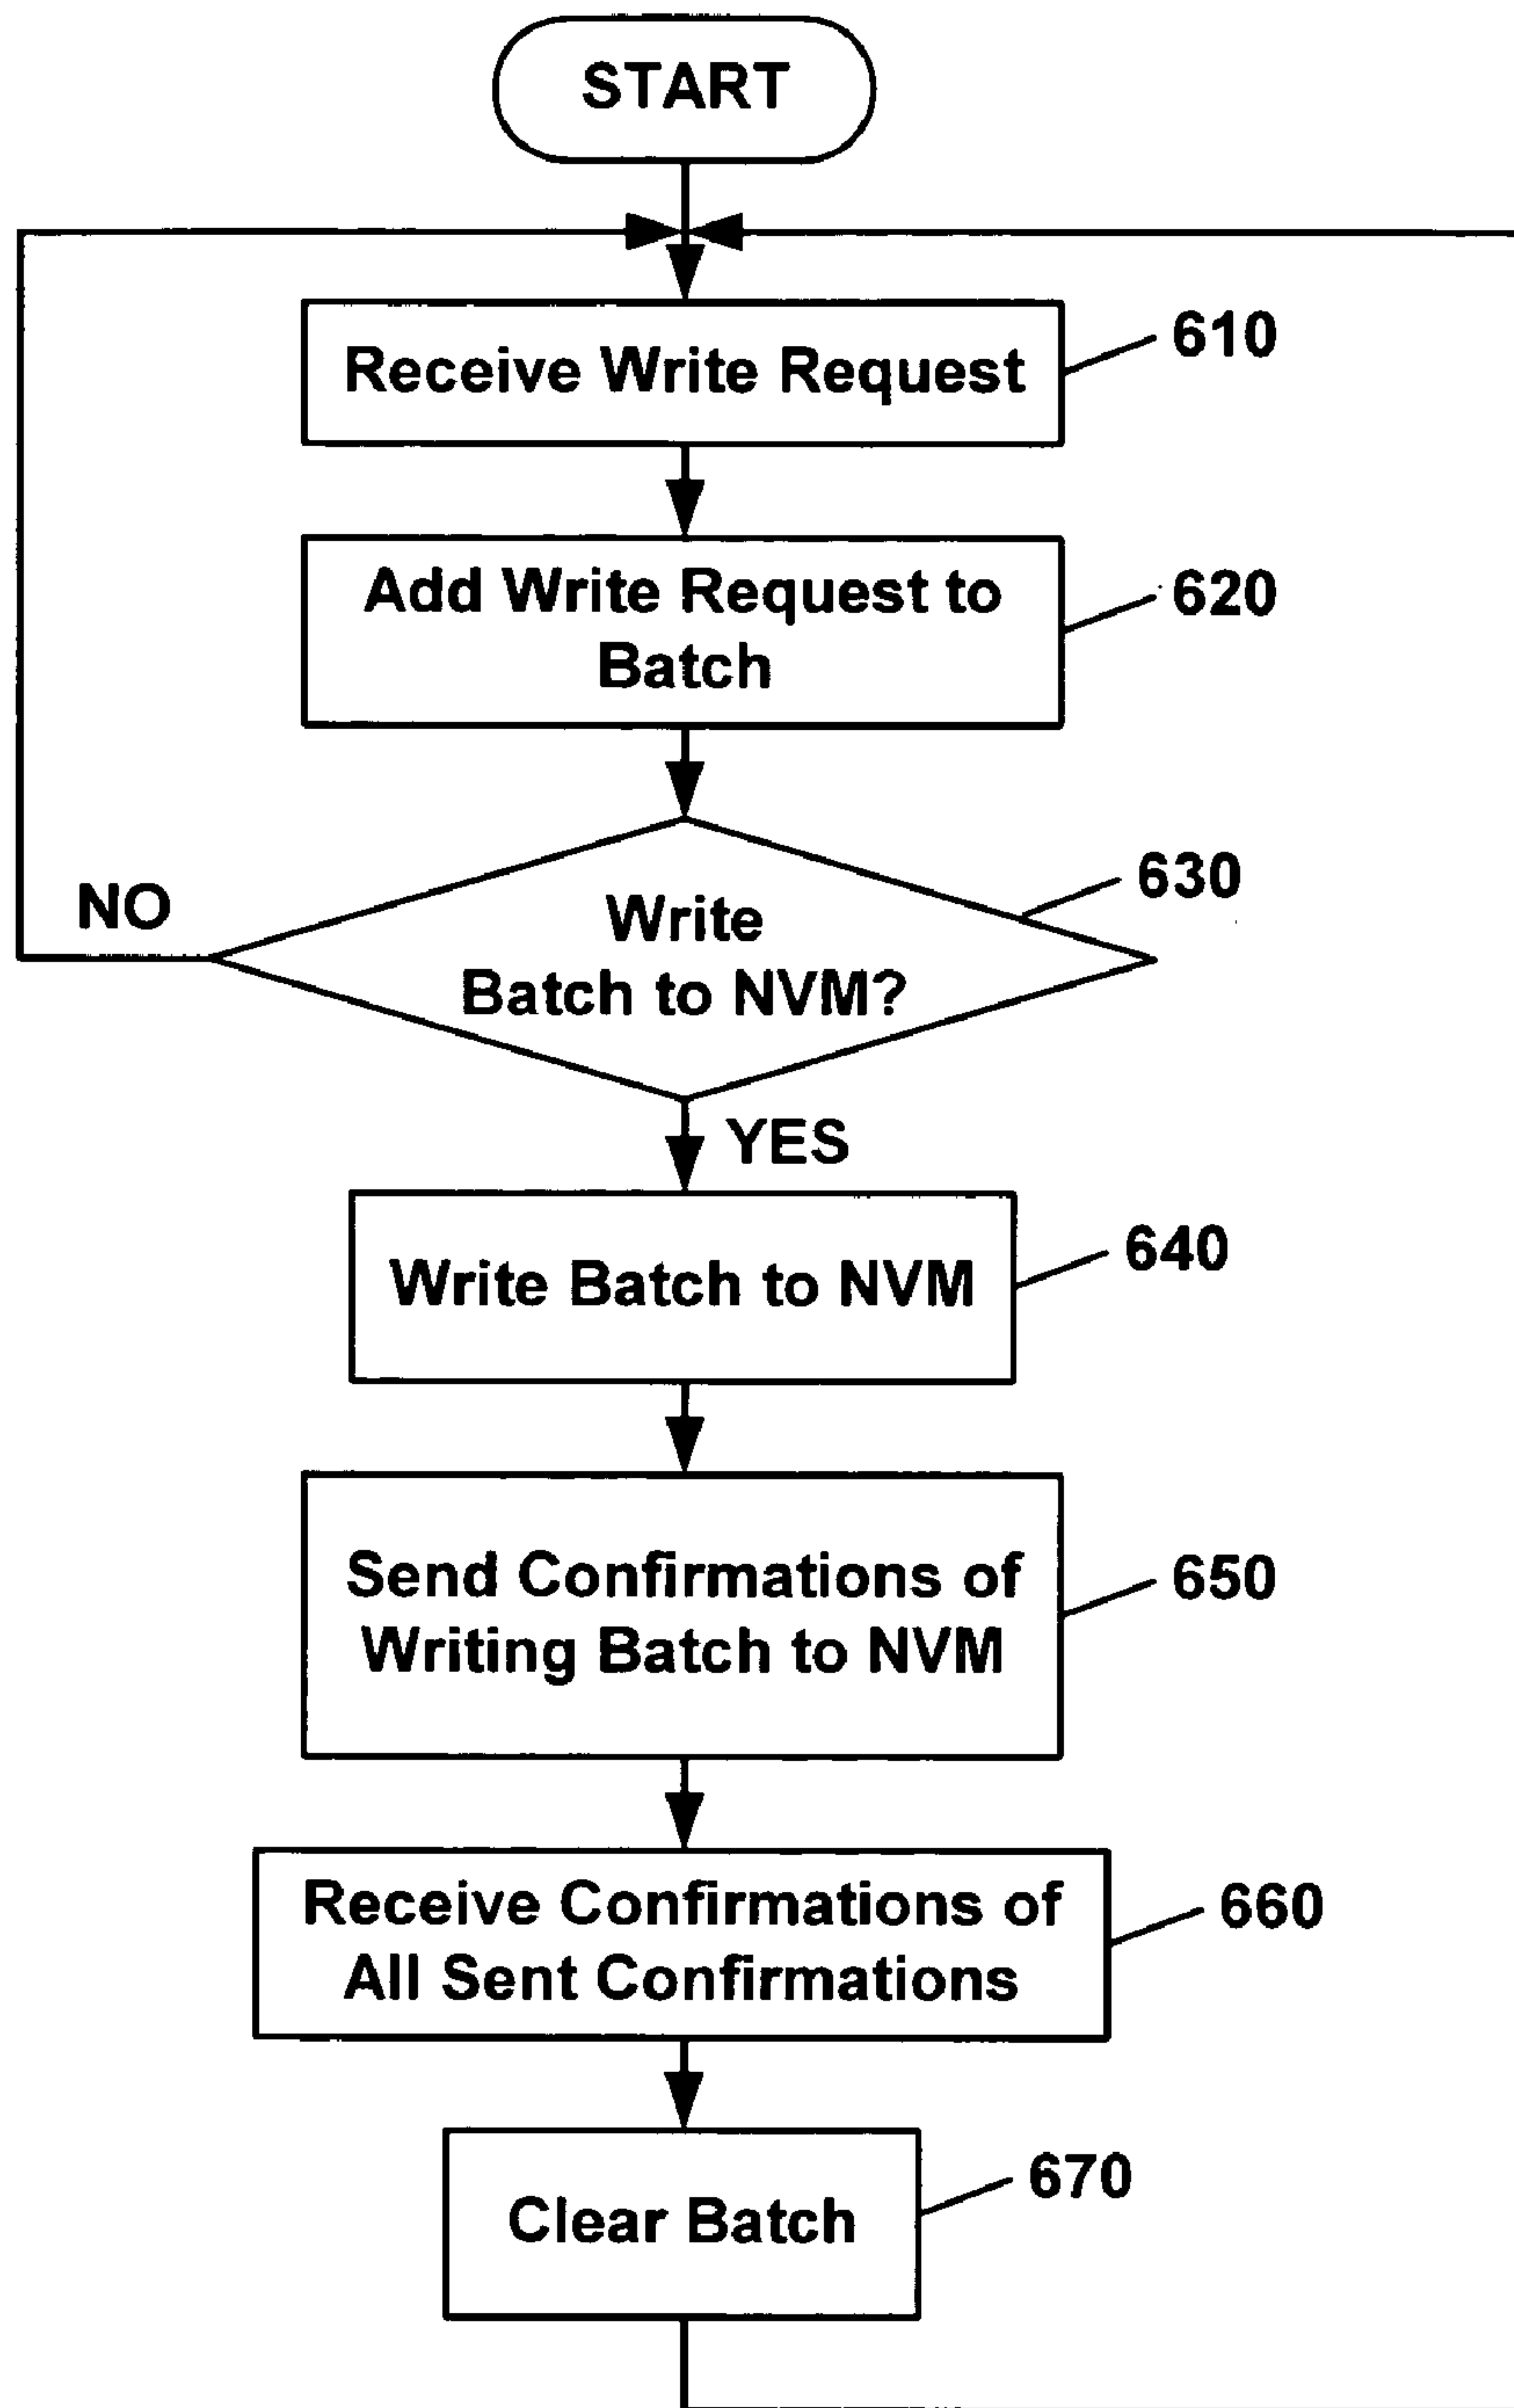 START
Receive Write Request
610
Add Write Request to
Batch
620
Write
Batch to NVM?
630
NO
YES
Write Batch to NVM
640
Send Confirmations of
Writing Batch to NVM
650
Receive Confirmations of
All Sent Confirmations
660
Clear Batch
670